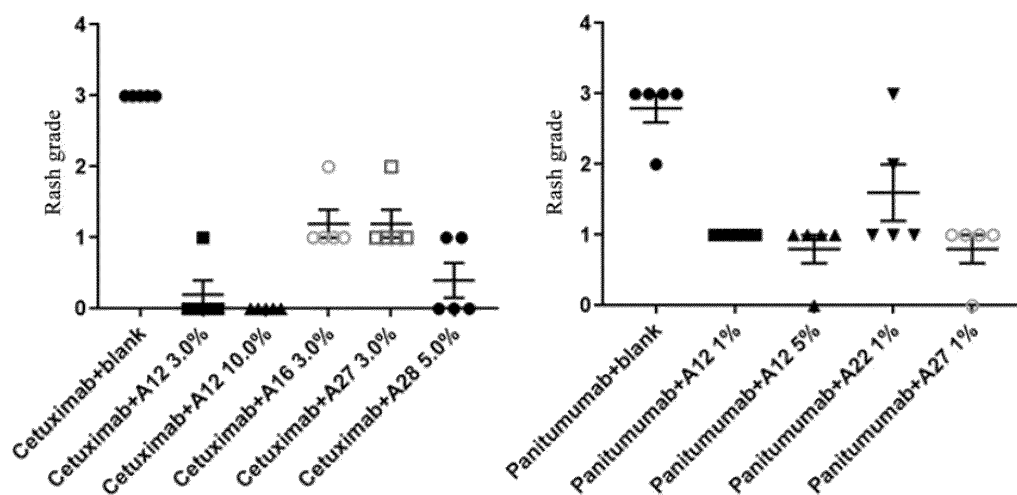 4
3
2
1
0
Rash grade
Cetuximab+blank
Cetuximab+A12 3.0%
Cetuximab+A12 10.0%
Cetuximab+A16 3.0%
Cetuximab+A27 3.0%
Cetuximab+A28 5.0%
4
3
2
1
0
Rash grade
Panitumumab+blank
Panitumumab+A12 1%
Panitumumab+A12 5%
Panitumumab+A22 1%
Panitumumab+A27 1%